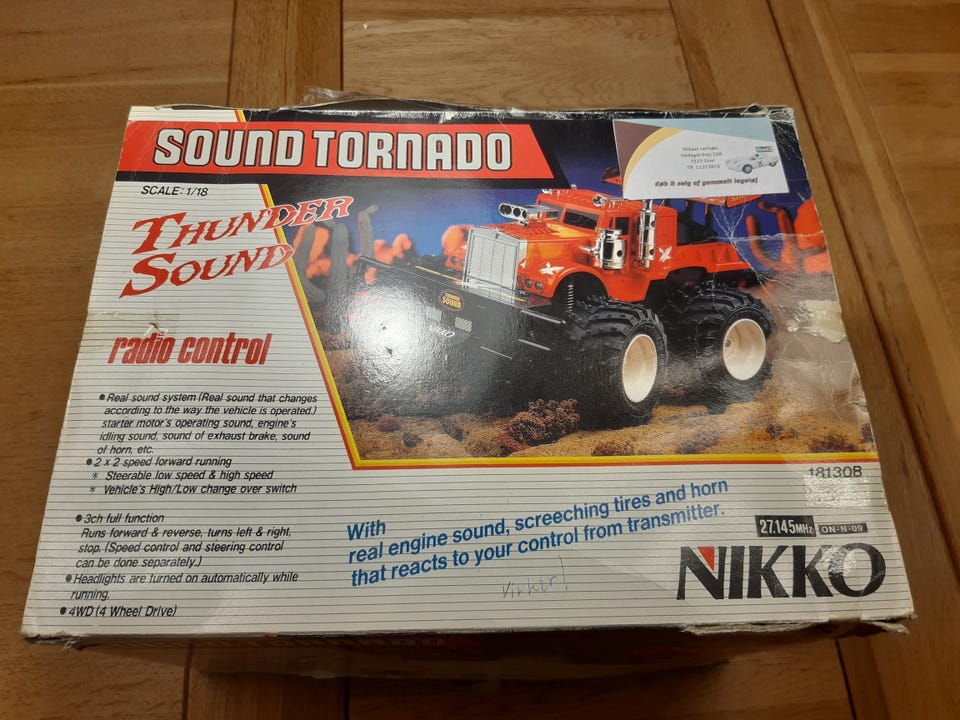 SOUND TORNADO
SCALE: 1/18
THUNDER
SOUND
radio control
Køb & salg af gammelt legetøj
THUNDER
SOUND
● Real sound system (Real sound that changes
according to the way the vehicle is operated.)
starter motor's operating sound, engine's
idling sound, sound of exhaust brake, sound
of horn, etc.
● 2 x 2 speed forward running
* Steerable low speed & high speed
* Vehicle's High/Low change over switch
● 3ch full function
Runs forward & reverse, turns left & right,
stop. (Speed control and steering control
can be done separately.)
● Headlights are turned on automatically while
running.
● 4WD (4 Wheel Drive)
With
real engine sound, screeching tires and horn
that reacts to your control from transmitter.
Virker!
18130B
27.145MHz ON-N-09
NIKKO